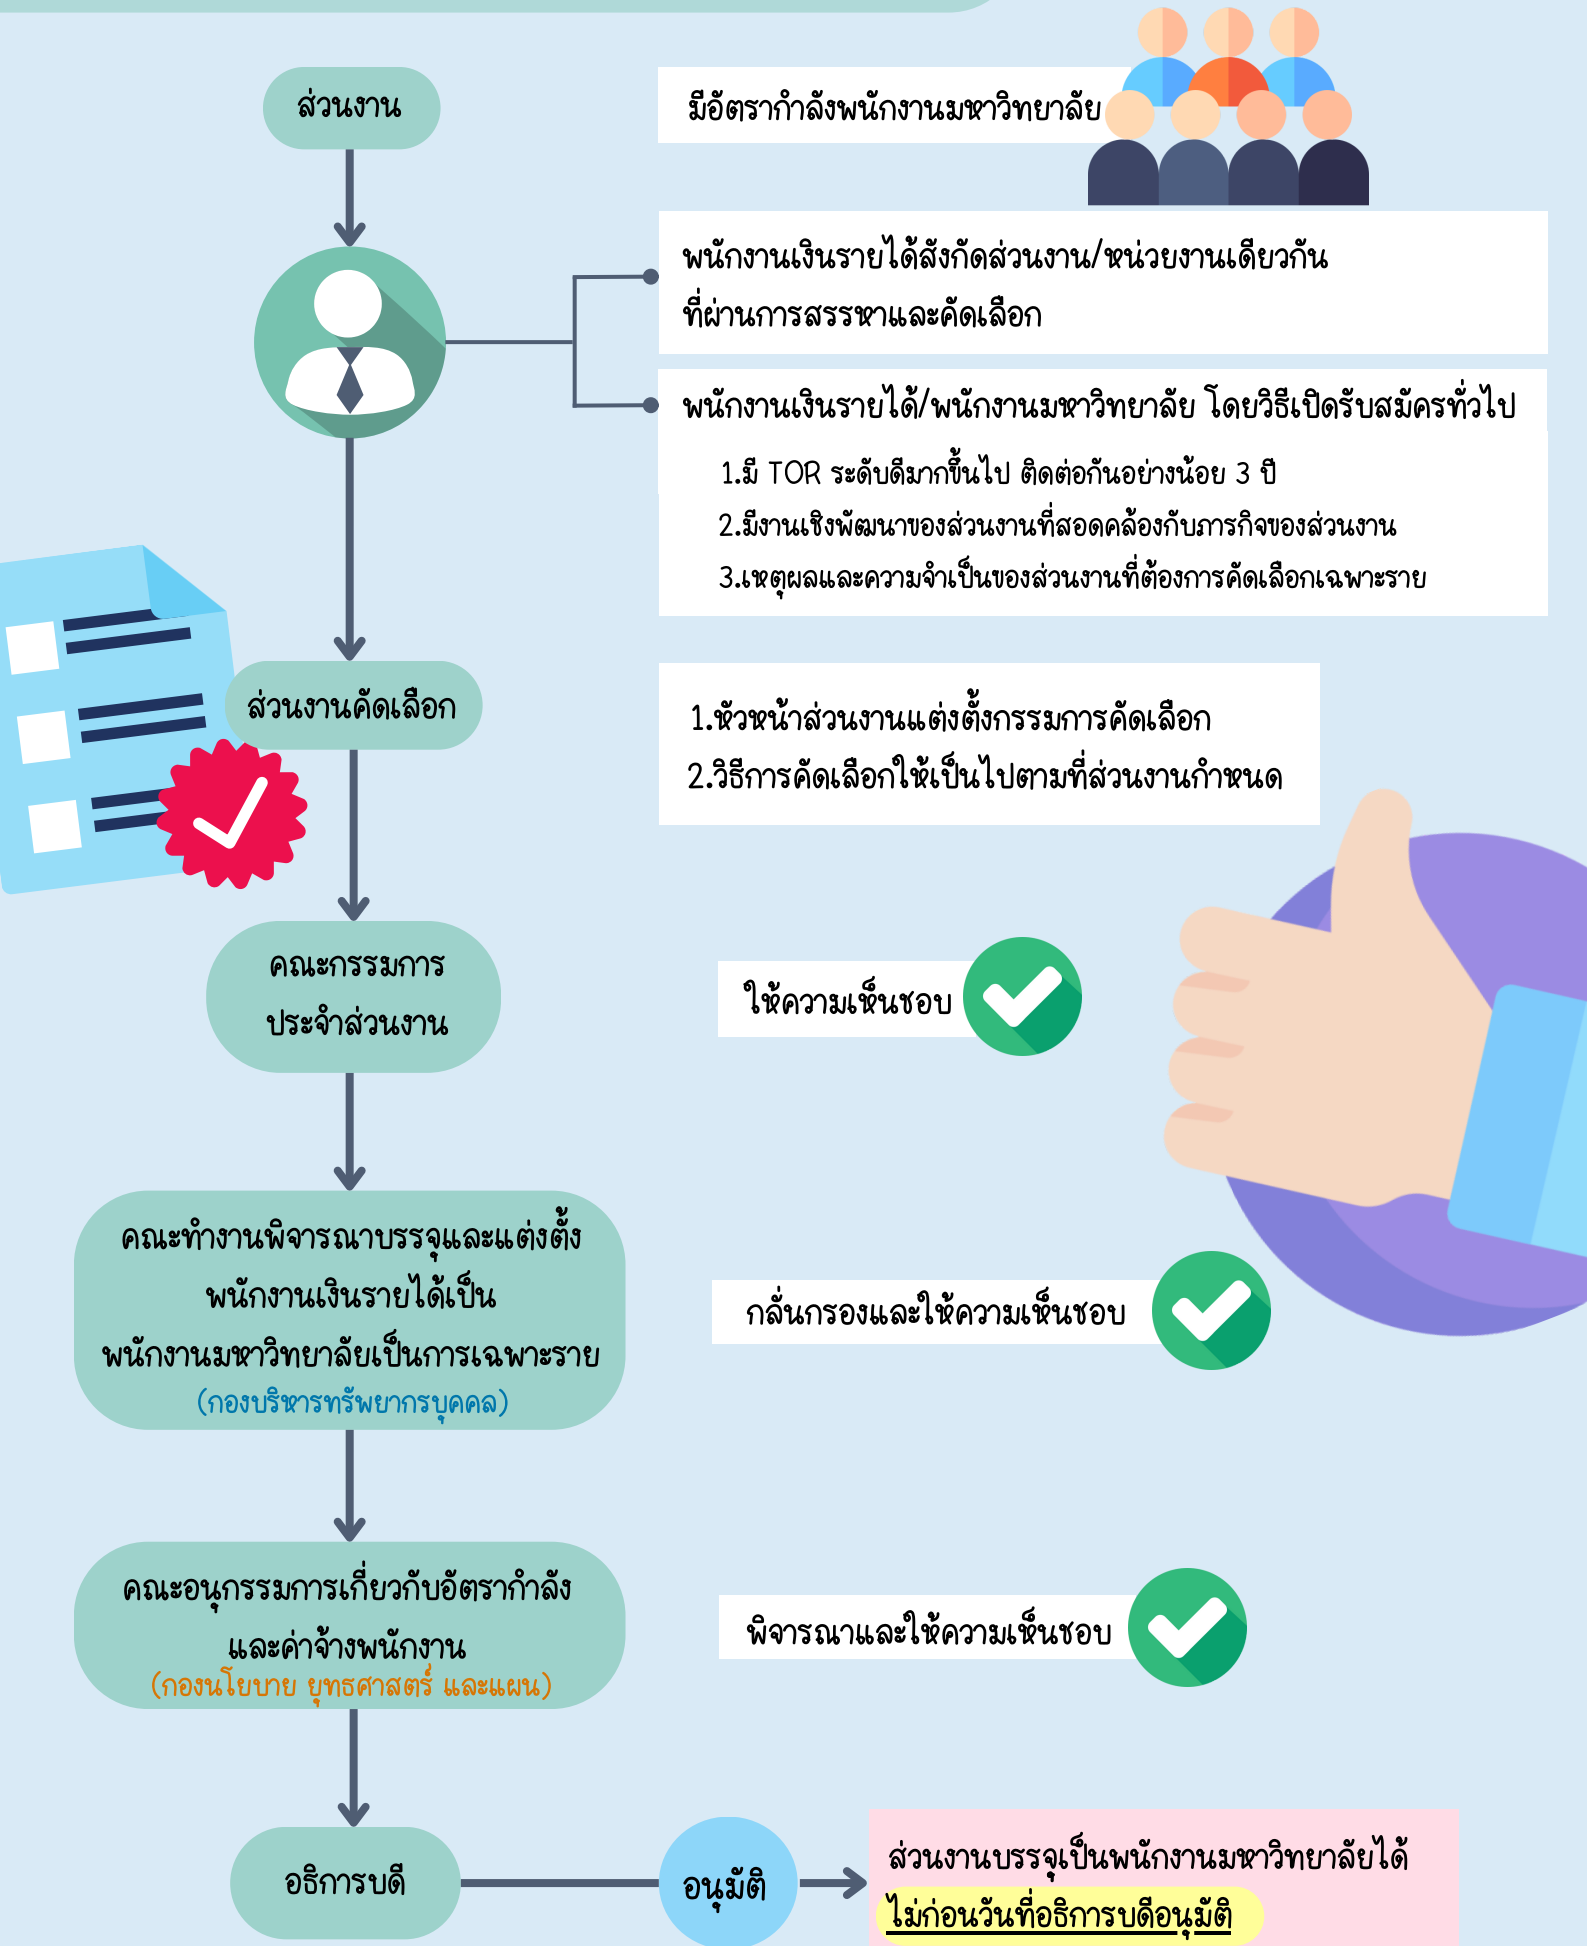 ส่วนงาน
มีอัตรากำลังพนักงานมหาวิทยาลัย
พนักงานเงินรายได้สังกัดส่วนงาน/หน่วยงานเดียวกัน
ที่ผ่านการสรรหาและคัดเลือก
พนักงานเงินรายได้/พนักงานมหาวิทยาลัย โดยวิธีเปิดรับสมัครทั่วไป
1.มี TOR ระดับดีมากขึ้นไป ติดต่อกันอย่างน้อย 3 ปี
2.มีงานเชิงพัฒนาของส่วนงานที่สอดคล้องกับภารกิจของส่วนงาน
3.เหตุผลและความจำเป็นของส่วนงานที่ต้องการคัดเลือกเฉพาะราย
ส่วนงานคัดเลือก
1.หัวหน้าส่วนงานแต่งตั้งกรรมการคัดเลือก
2.วิธีการคัดเลือกให้เป็นไปตามที่ส่วนงานกำหนด
คณะกรรมการ
ประจำส่วนงาน
ให้ความเห็นชอบ
คณะทำงานพิจารณาบรรจุและแต่งตั้ง
พนักงานเงินรายได้เป็น
พนักงานมหาวิทยาลัยเป็นการเฉพาะราย
(กองบริหารทรัพยากรบุคคล)
กลั่นกรองและให้ความเห็นชอบ
คณะอนุกรรมการเกี่ยวกับอัตรากำลัง
และค่าจ้างพนักงาน
(กองนโยบาย ยุทธศาสตร์ และแผน)
พิจารณาและให้ความเห็นชอบ
อธิการบดี
อนุมัติ
ส่วนงานบรรจุเป็นพนักงานมหาวิทยาลัยได้
ไม่ก่อนวันที่อธิการบดีอนุมัติ